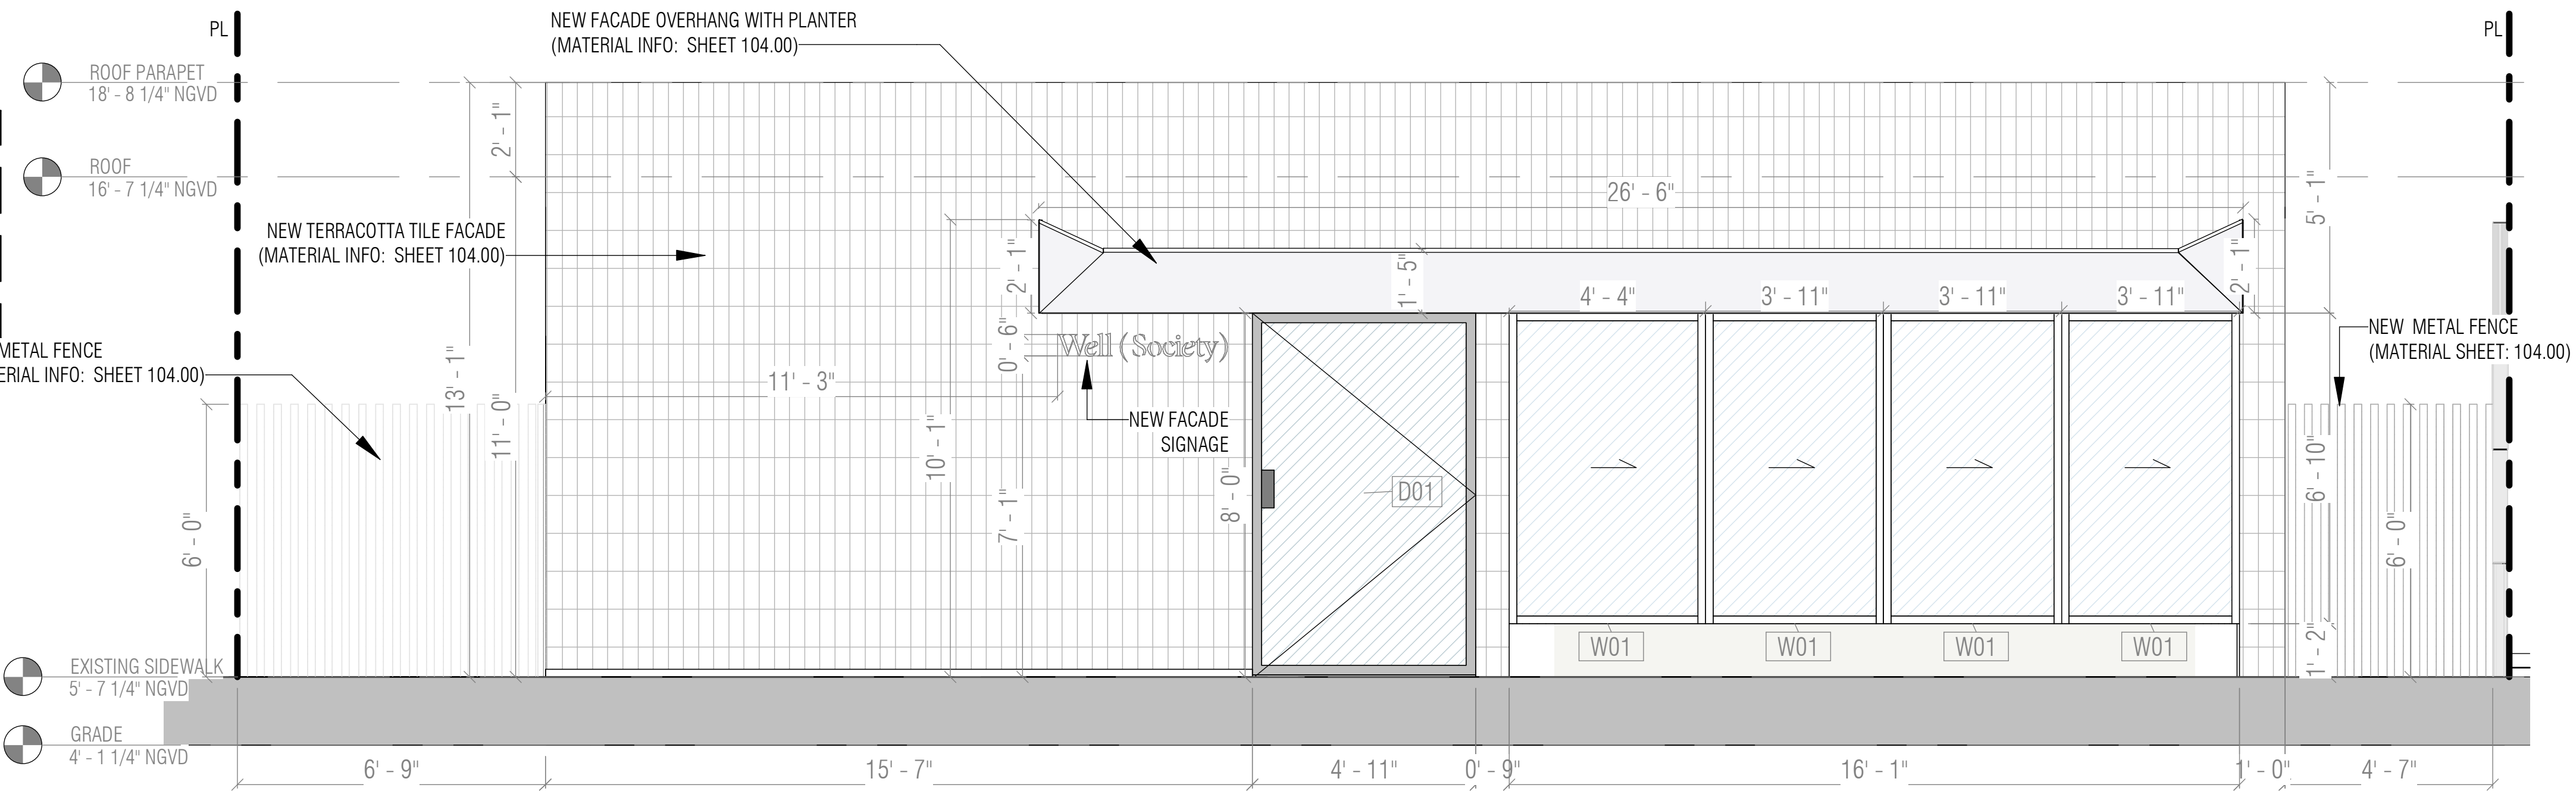 NEW FACADE OVERHANG WITH PLANTER
(MATERIAL INFO: SHEET 104.00)
PL
PL
ROOF PARAPET
18' - 8 1/4" NGVD
ROOF
16' - 7 1/4" NGVD
2' - 1"
26' - 6"
5' - 1"
NEW TERRACOTTA TILE FACADE
(MATERIAL INFO: SHEET 104.00)
2' - 1"
1' - 5"
2' - 1"
4' - 4"
3' - 11"
3' - 11"
3' - 11"
METAL FENCE
ERIAL INFO: SHEET 104.00)
13' - 1"
11' - 0"
0' - 6"
Well (Society)
11' - 3"
NEW FACADE
SIGNAGE
NEW METAL FENCE
(MATERIAL SHEET: 104.00)
6' - 0"
10' - 1"
7' - 1"
8' - 0"
D01
6' - 10"
6' - 0"
W01
W01
W01
W01
1' - 2"
EXISTING SIDEWALK
5' - 7 1/4" NGVD
GRADE
4' - 1 1/4" NGVD
6' - 9"
15' - 7"
4' - 11"
0' - 9"
16' - 1"
1' - 0"
4' - 7"